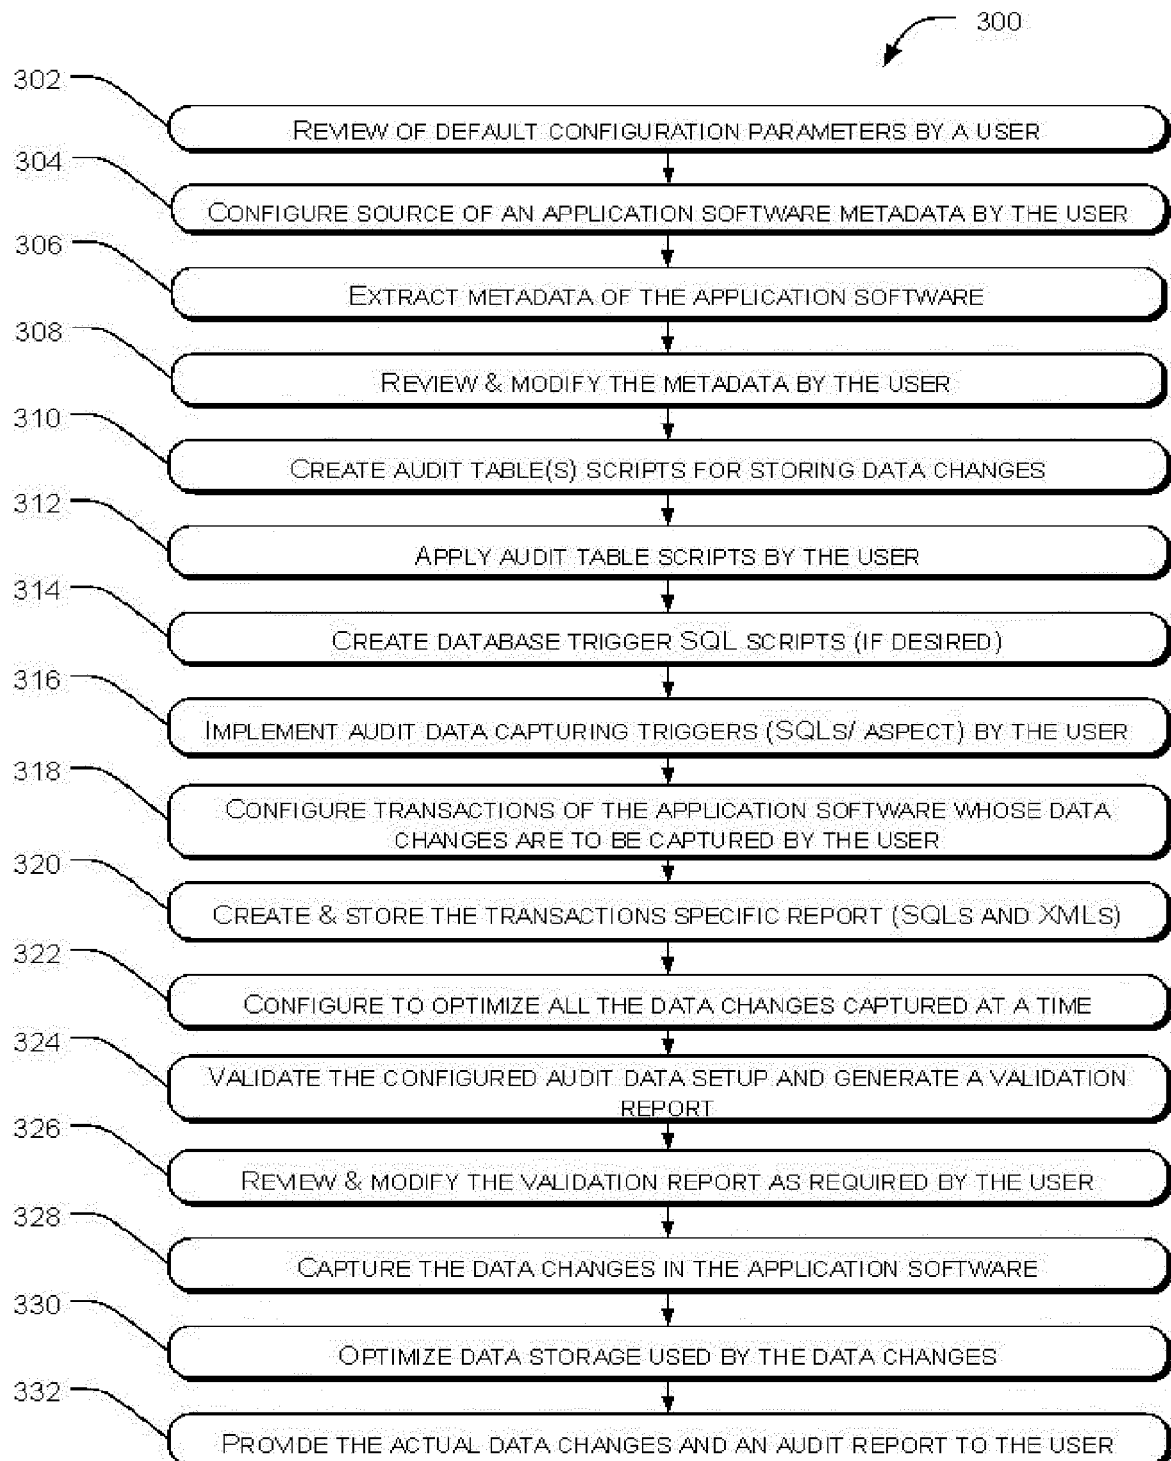 300
302
REVIEW OF DEFAULT CONFIGURATION PARAMETERS BY A USER
304
CONFIGURE SOURCE OF AN APPLICATION SOFTWARE METADATA BY THE USER
306
EXTRACT METADATA OF THE APPLICATION SOFTWARE
308
REVIEW & MODIFY THE METADATA BY THE USER
310
CREATE AUDIT TABLE(S) SCRIPTS FOR STORING DATA CHANGES
312
APPLY AUDIT TABLE SCRIPTS BY THE USER
314
CREATE DATABASE TRIGGER SQL SCRIPTS (IF DESIRED)
316
IMPLEMENT AUDIT DATA CAPTURING TRIGGERS (SQLS/ ASPECT) BY THE USER
318
CONFIGURE TRANSACTIONS OF THE APPLICATION SOFTWARE WHOSE DATA
CHANGES ARE TO BE CAPTURED BY THE USER
320
CREATE & STORE THE TRANSACTIONS SPECIFIC REPORT (SQLS AND XMLS)
322
CONFIGURE TO OPTIMIZE ALL THE DATA CHANGES CAPTURED AT A TIME
324
VALIDATE THE CONFIGURED AUDIT DATA SETUP AND GENERATE A VALIDATION
REPORT
326
REVIEW & MODIFY THE VALIDATION REPORT AS REQUIRED BY THE USER
328
CAPTURE THE DATA CHANGES IN THE APPLICATION SOFTWARE
330
OPTIMIZE DATA STORAGE USED BY THE DATA CHANGES
332
PROVIDE THE ACTUAL DATA CHANGES AND AN AUDIT REPORT TO THE USER